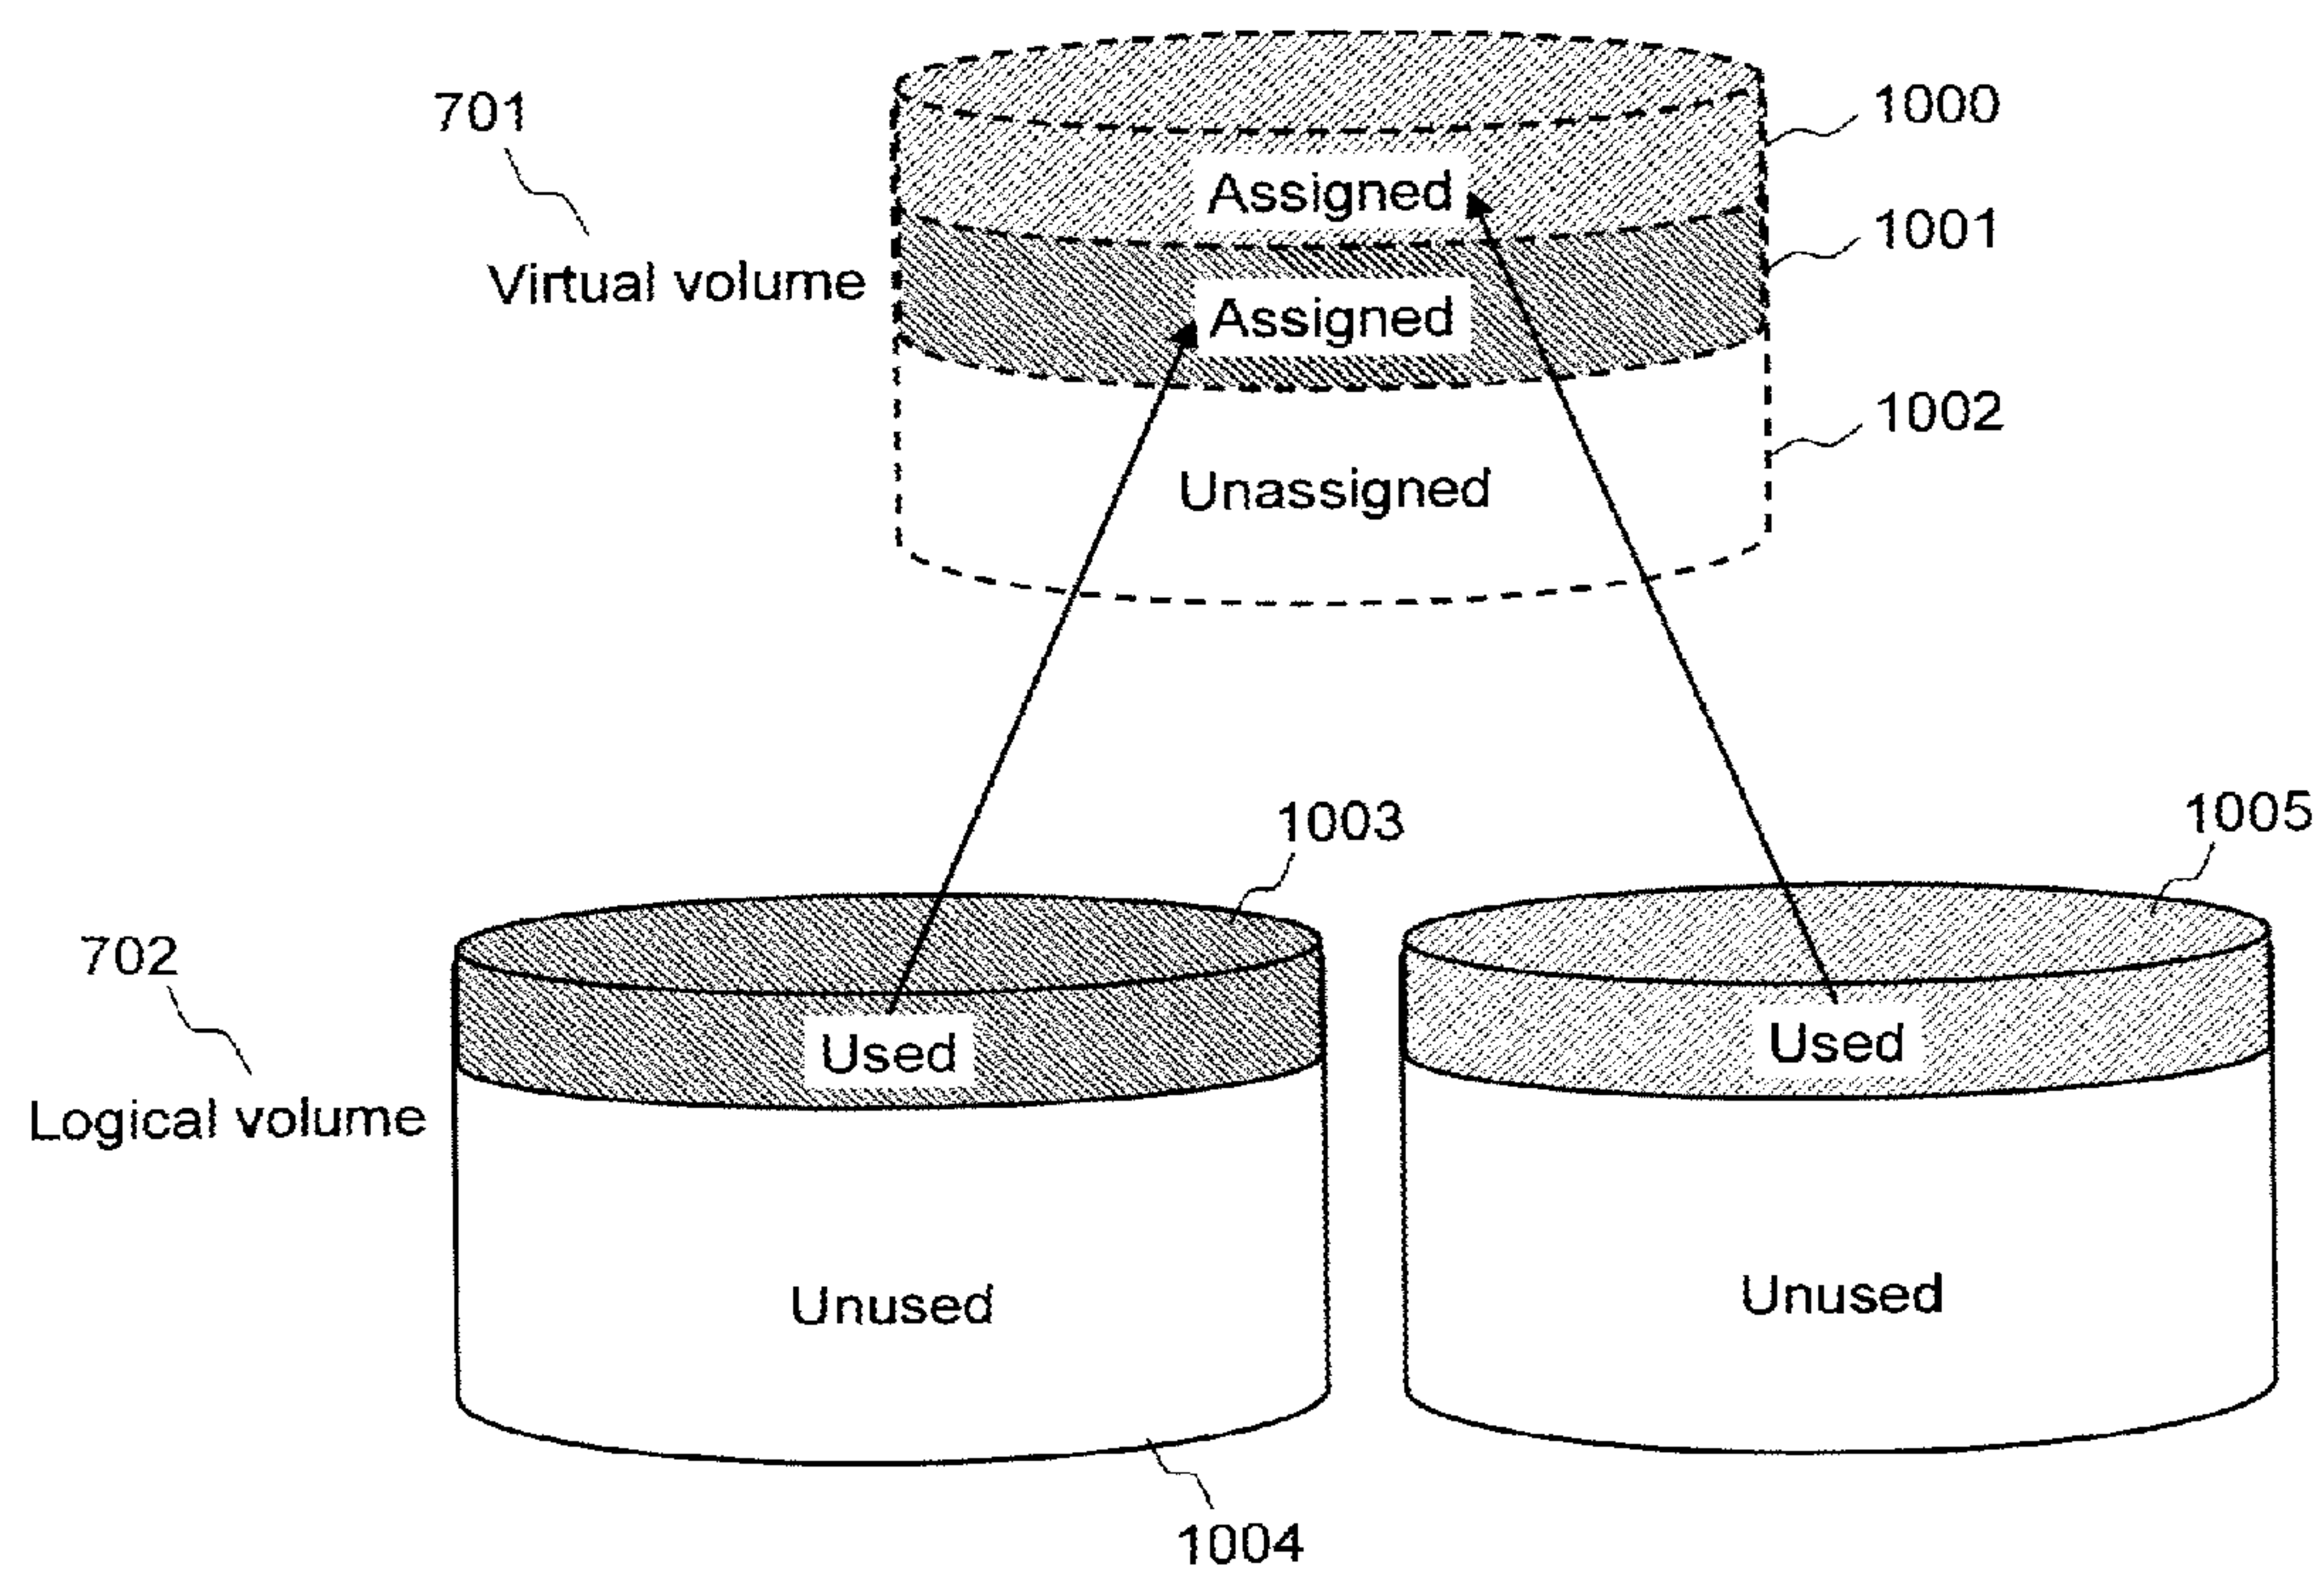 701
1000
Assigned
1001
Virtual volume
Assigned
1002
Unassigned
1003
1005
702
Used
Used
Logical volume
Unused
Unused
1004